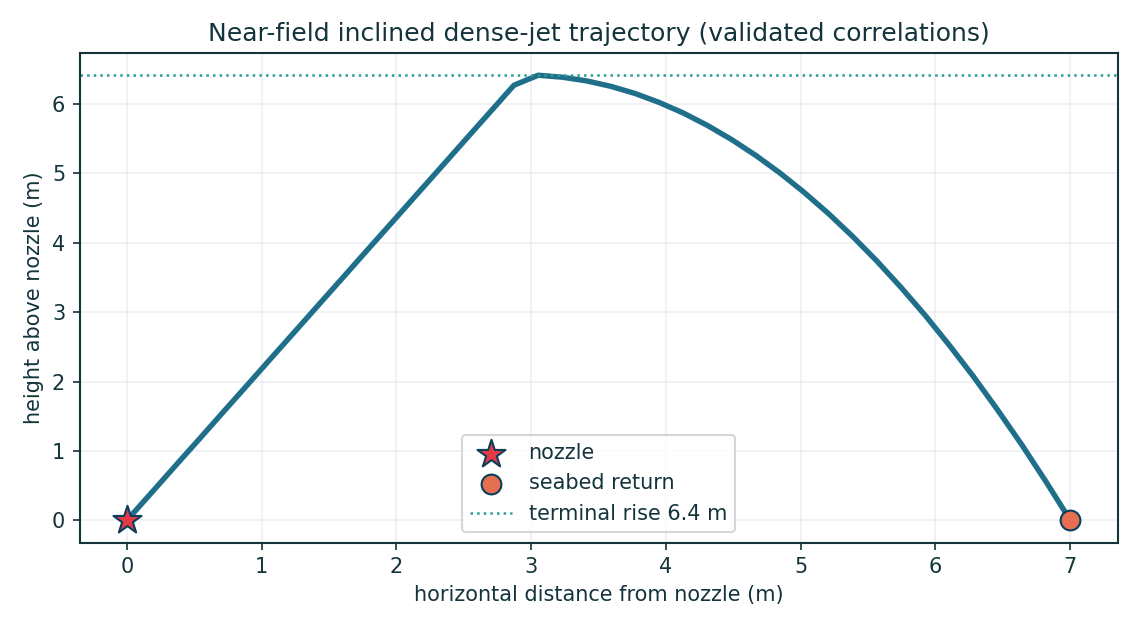 Near-field inclined dense-jet trajectory (validated correlations)
height above nozzle (m)
6
5
4
3
2
1
0
nozzle
seabed return
terminal rise 6.4 m
0 1 2 3 4 5 6 7
horizontal distance from nozzle (m)